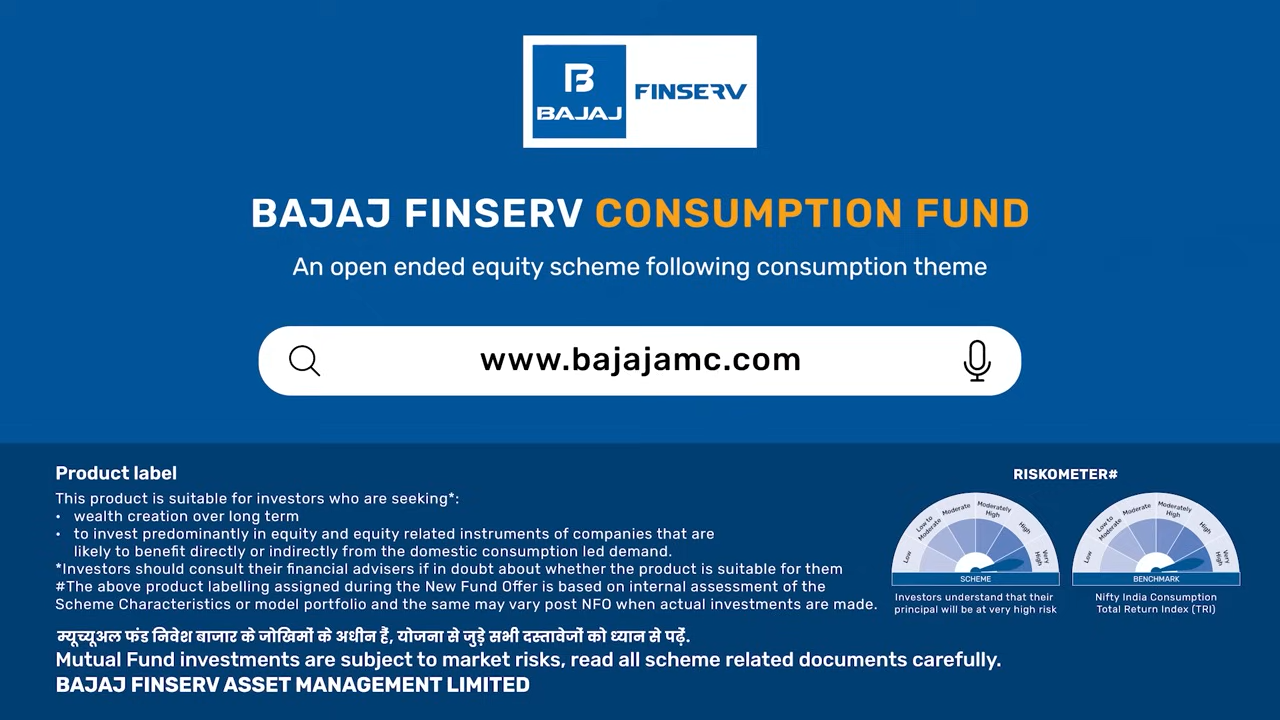 BAJAJ
FINSERV
BAJAJ FINSERV CONSUMPTION FUND
An open ended equity scheme following consumption theme
www.bajajamc.com
Product label
This product is suitable for investors who are seeking*:
• wealth creation over long term
• to invest predominantly in equity and equity related instruments of companies that are
likely to benefit directly or indirectly from the domestic consumption led demand.
*Investors should consult their financial advisers if in doubt about whether the product is suitable for them
#The above product labelling assigned during the New Fund Offer is based on internal assessment of the
Scheme Characteristics or model portfolio and the same may vary post NFO when actual investments are made.
RISKOMETER#
Low
Low to
Moderate
Moderate
Moderately
High
High
Very
High
SCHEME
Investors understand that their
principal will be at very high risk
Low
Low to
Moderate
Moderate
Moderately
High
High
Very
High
BENCHMARK
Nifty India Consumption
Total Return Index (TRI)
म्यूच्यूअल फंड निवेश बाजार के जोखिमों के अधीन हैं, योजना से जुड़े सभी दस्तावेजों को ध्यान से पढ़ें.
Mutual Fund investments are subject to market risks, read all scheme related documents carefully.
BAJAJ FINSERV ASSET MANAGEMENT LIMITED